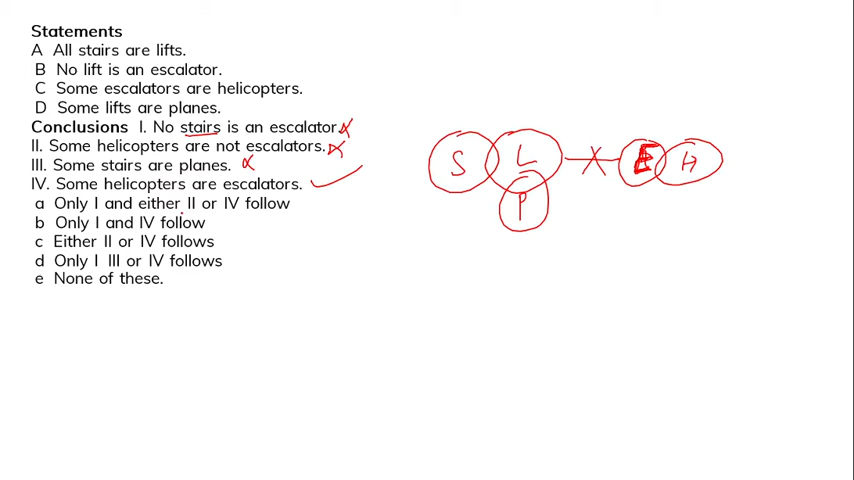 Statements
A All stairs are lifts.
B No lift is an escalator.
C Some escalators are helicopters.
D Some lifts are planes.
Conclusions I. No stairs is an escalator
II. Some helicopters are not escalators.
III. Some stairs are planes.
IV. Some helicopters are escalators.
a Only I and either II or IV follow
b Only I and IV follow
c Either II or IV follows
d Only I III or IV follows
e None of these.
S L X E H
P